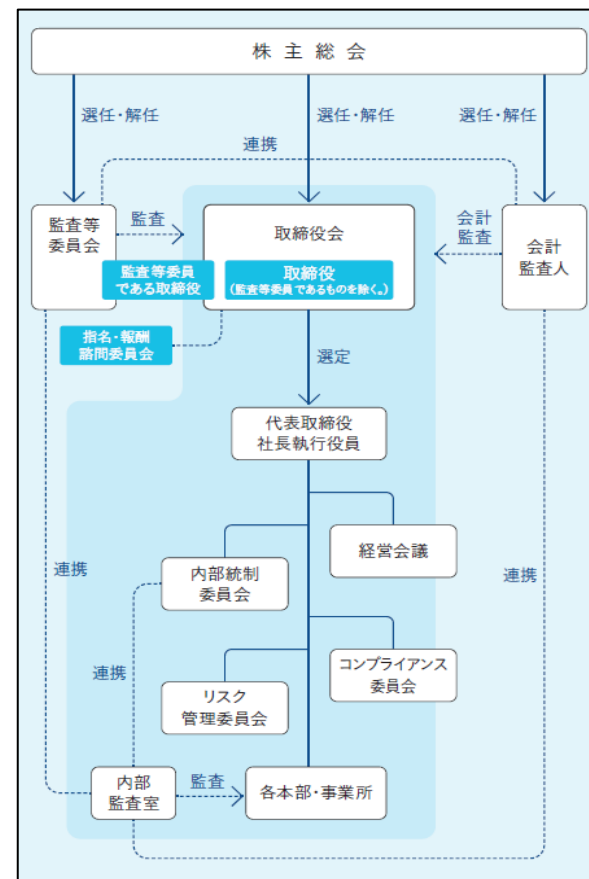 株主総会
選任・解任
選任・解任
選任・解任
連携
監査等
委員会
監査
取締役会
会計
監査
会計
監査人
監査等委員
である取締役
取締役
(監査等委員であるものを除く。)
指名・報酬
諮問委員会
選定
代表取締役
社長執行役員
経営会議
連携
内部統制
委員会
連携
連携
コンプライアンス
委員会
リスク
管理委員会
内部
監査室
監査
各本部・事業所